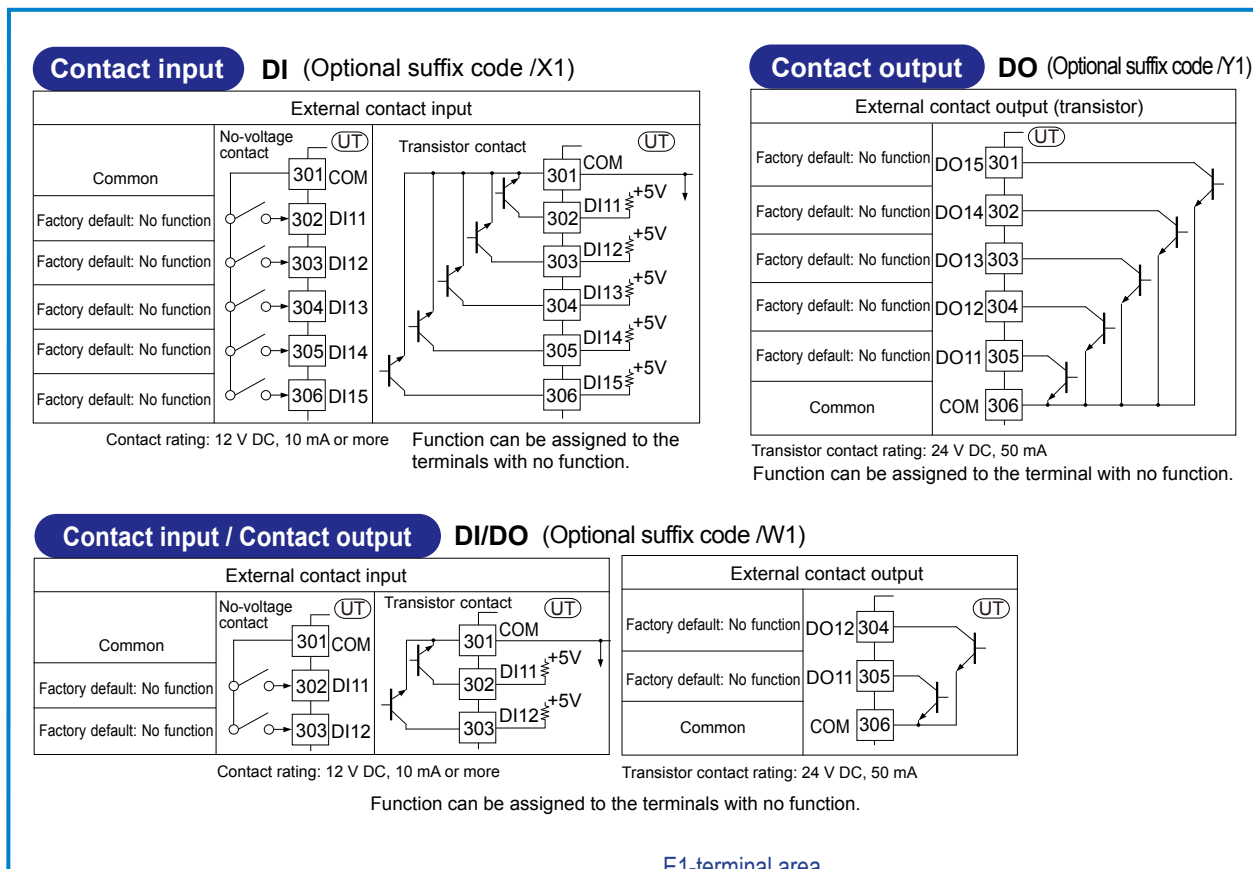 Contact input DI (Optional suffix code /X1)
External contact input
No-voltage contact
UT
Transistor contact
UT
Common
301 COM
301 COM
Factory default: No function
302 DI11
DI11 +5V
302
Factory default: No function
303 DI12
DI12 +5V
303
Factory default: No function
304 DI13
DI13 +5V
304
Factory default: No function
305 DI14
DI14 +5V
305
Factory default: No function
306 DI15
DI15 +5V
306
Contact rating: 12 V DC, 10 mA or more
Function can be assigned to the
terminals with no function.
Contact output DO (Optional suffix code /Y1)
External contact output (transistor)
UT
Factory default: No function DO15 301
Factory default: No function DO14 302
Factory default: No function DO13 303
Factory default: No function DO12 304
Factory default: No function DO11 305
Common COM 306
Transistor contact rating: 24 V DC, 50 mA
Function can be assigned to the terminal with no function.
Contact input / Contact output DI/DO (Optional suffix code /W1)
External contact input
No-voltage contact
UT
Transistor contact
UT
Common
301 COM
301 COM
Factory default: No function
302 DI11
DI11 +5V
302
Factory default: No function
303 DI12
DI12 +5V
303
Contact rating: 12 V DC, 10 mA or more
External contact output
UT
Factory default: No function DO12 304
Factory default: No function DO11 305
Common COM 306
Transistor contact rating: 24 V DC, 50 mA
Function can be assigned to the terminals with no function.
E1-terminal area